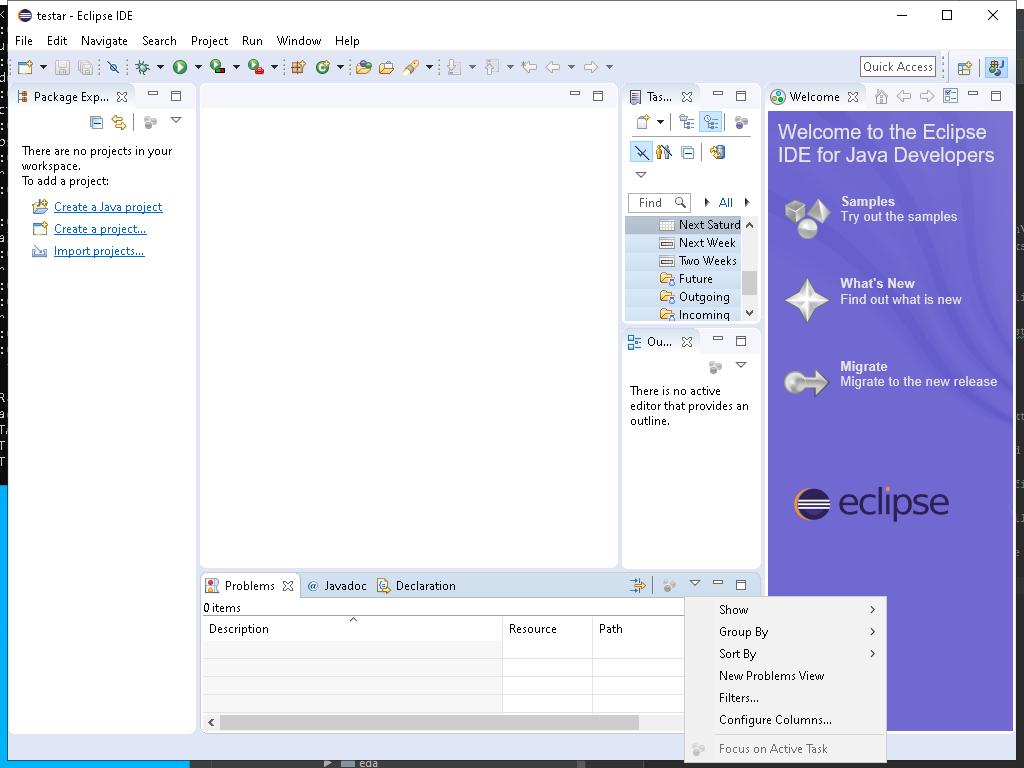 testar - Eclipse IDE
File Edit Navigate Search Project Run Window Help
Quick Access
Package Exp...
There are no projects in your
workspace.
To add a project:
Create a Java project
Create a project...
Import projects...
Tas...
Find
All
Next Saturd
Next Week
Two Weeks
Future
Outgoing
Incoming
Ou...
There is no active
editor that provides an
outline.
Welcome
Welcome to the Eclipse
IDE for Java Developers
Samples
Try out the samples
What's New
Find out what is new
Migrate
Migrate to the new release
eclipse
Problems @ Javadoc Declaration
0 items
Description Resource Path
Show
Group By
Sort By
New Problems View
Filters...
Configure Columns...
Focus on Active Task
eda